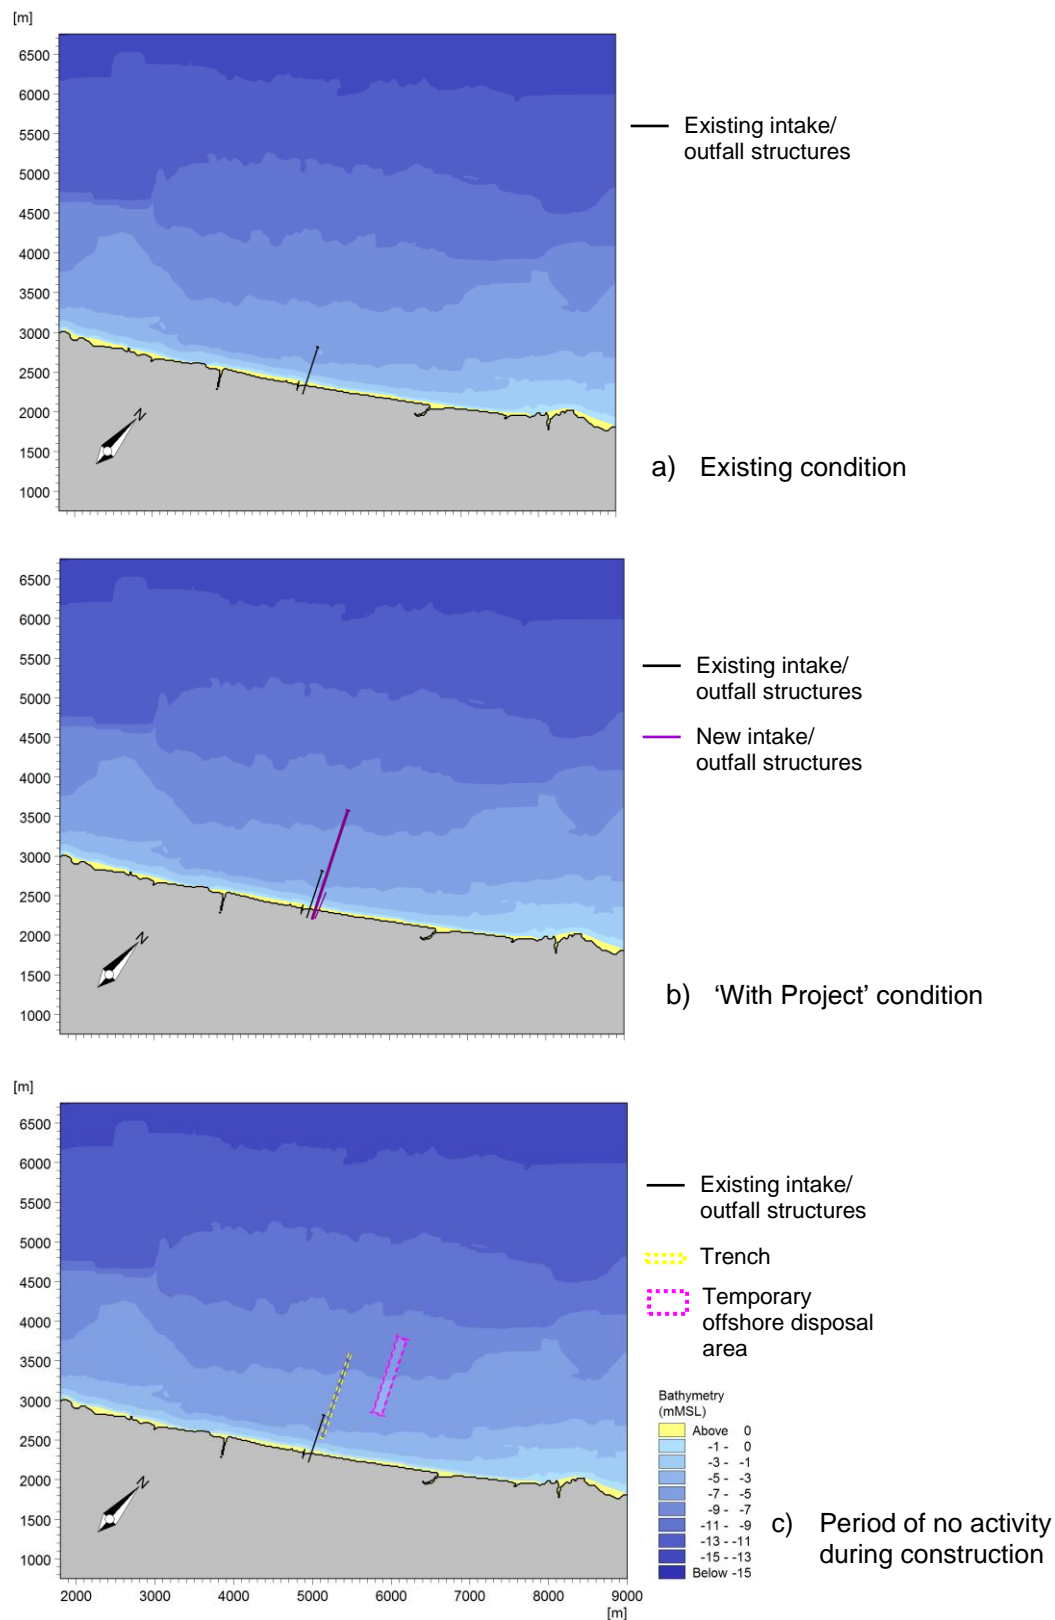 [m]
6500
6000
5500
5000
4500
4000
3500
3000
2500
2000
1500
1000
N
Existing intake/
outfall structures
a) Existing condition
6500
6000
5500
5000
4500
4000
3500
3000
2500
2000
1500
1000
N
Existing intake/
outfall structures
New intake/
outfall structures
b) ‘With Project’ condition
[m]
6500
6000
5500
5000
4500
4000
3500
3000
2500
2000
1500
1000
N
2000 3000 4000 5000 6000 7000 8000 9000
[m]
Existing intake/
outfall structures
Trench
Temporary
offshore disposal
area
Bathymetry
(mMSL)
Above 0
-1 - 0
-3 - -1
-5 - -3
-7 - -5
-9 - -7
-11 - -9
-13 - -11
-15 - -13
Below -15
c) Period of no activity
during construction